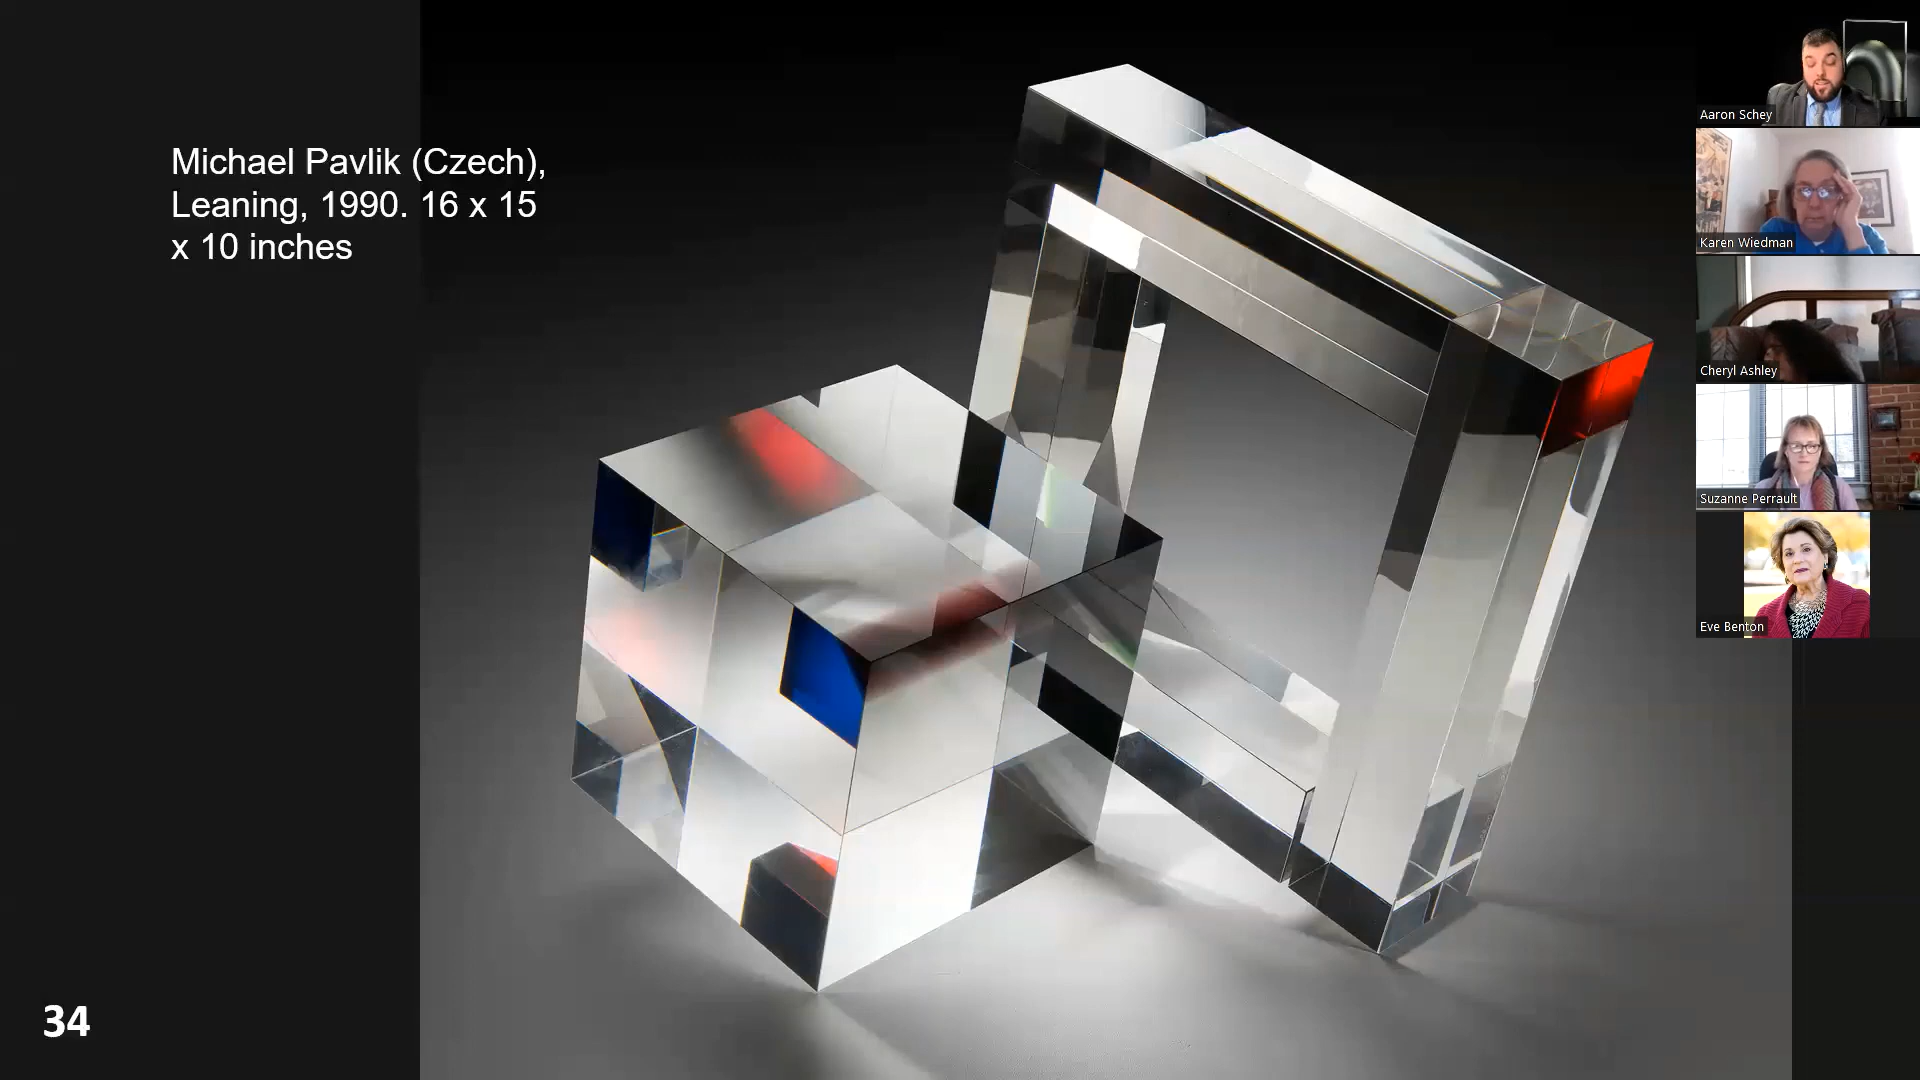 Michael Pavlik (Czech),
Leaning, 1990. 16 x 15
x 10 inches
34
Aaron Schey
Karen Wiedman
Cheryl Ashley
Suzanne Perrault
Eve Benton